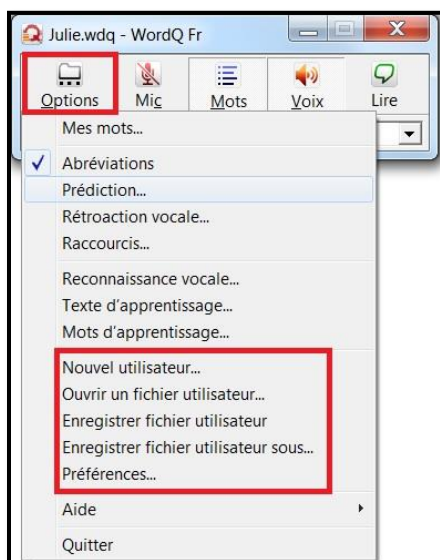 Julie.wdq - WordQ Fr
Options Mic Mots Voix Lire
Mes mots...
Abréviations
Prédiction...
Rétroaction vocale...
Raccourcis...
Reconnaissance vocale...
Texte d'apprentissage...
Mots d'apprentissage...
Nouvel utilisateur...
Ouvrir un fichier utilisateur...
Enregistrer fichier utilisateur
Enregistrer fichier utilisateur sous...
Préférences...
Aide
Quitter